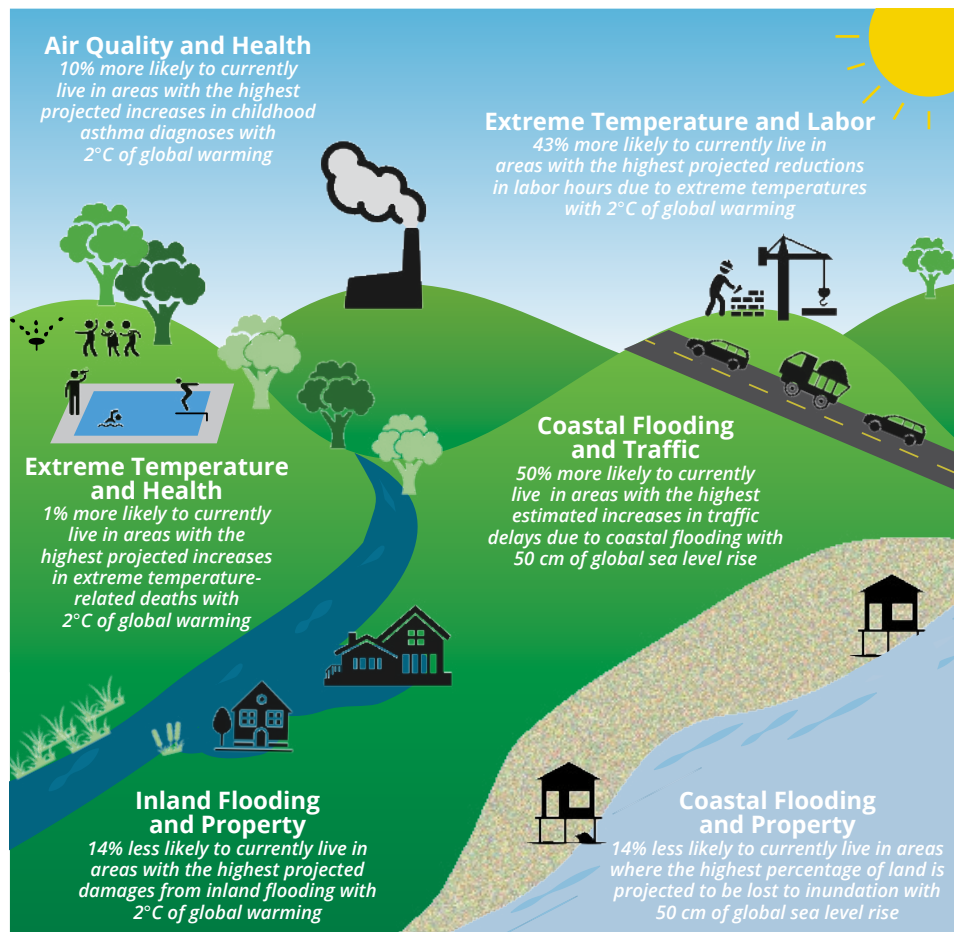 Air Quality and Health
10% more likely to currently
live in areas with the highest
projected increases in childhood
asthma diagnoses with
2°C of global warming
Extreme Temperature and Labor
43% more likely to currently live in
areas with the highest projected reductions
in labor hours due to extreme temperatures
with 2°C of global warming
Extreme Temperature
and Health
1% more likely to currently
live in areas with the
highest projected increases
in extreme temperature-
related deaths with
2°C of global warming
Coastal Flooding
and Traffic
50% more likely to currently
live in areas with the highest
estimated increases in traffic
delays due to coastal flooding with
50 cm of global sea level rise
Inland Flooding
and Property
14% less likely to currently live in
areas with the highest projected
damages from inland flooding with
2°C of global warming
Coastal Flooding
and Property
14% less likely to currently live in areas
where the highest percentage of land is
projected to be lost to inundation with
50 cm of global sea level rise